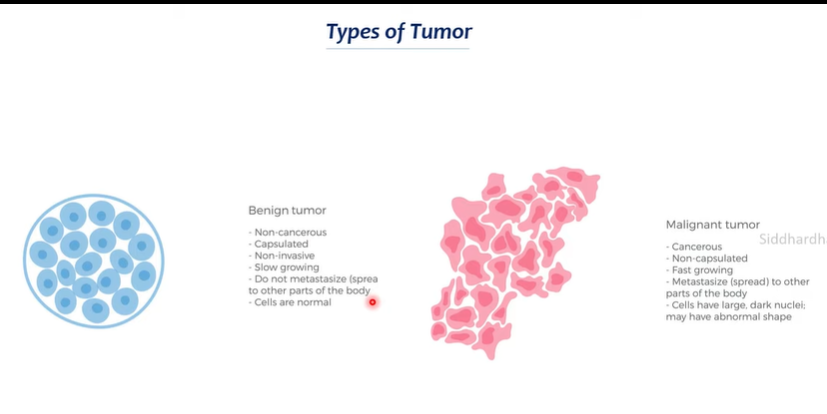 Types of Tumor
Benign tumor
- Non-cancerous
- Capsulated
- Non-invasive
- Slow growing
- Do not metastasize (sprea
to other parts of the body
- Cells are normal
Malignant tumor
Siddhardh
- Cancerous
- Non-capsulated
- Fast growing
- Metastasize (spread) to other
parts of the body
- Cells have large, dark nuclei;
may have abnormal shape